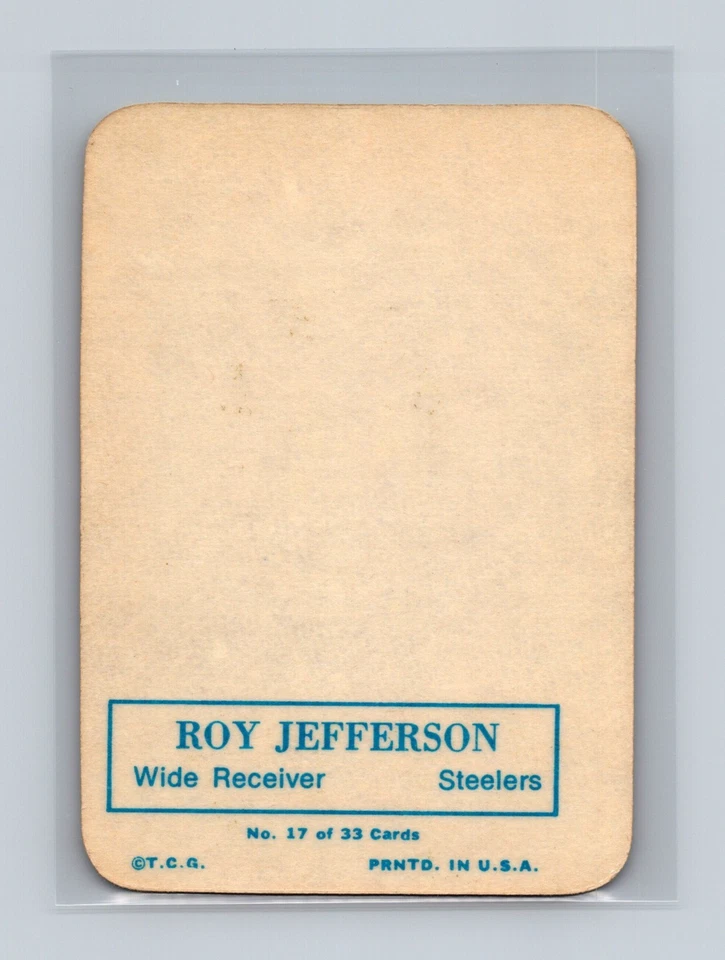 ROY JEFFERSON
Wide Receiver Steelers
No. 17 of 33 Cards
©T.C.G. PRNTD. IN U.S.A.